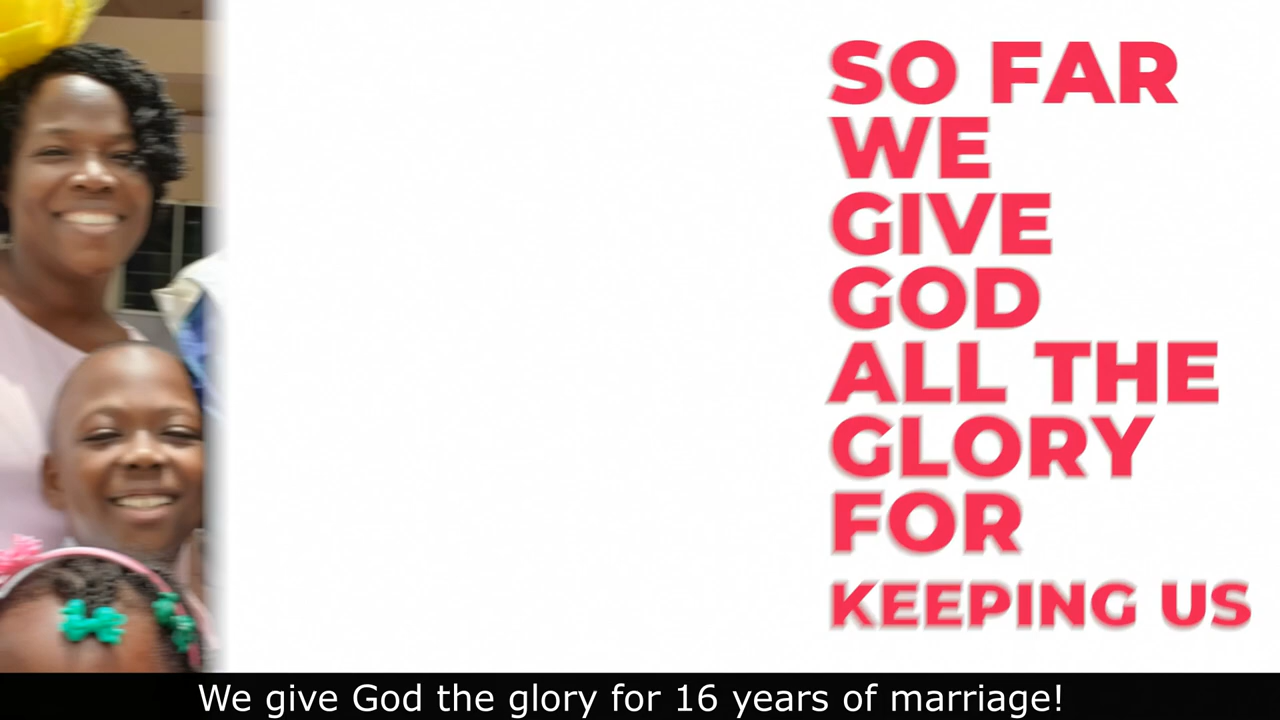 SO FAR
WE
GIVE
GOD
ALL THE
GLORY
FOR
KEEPING US
We give God the glory for 16 years of marriage!